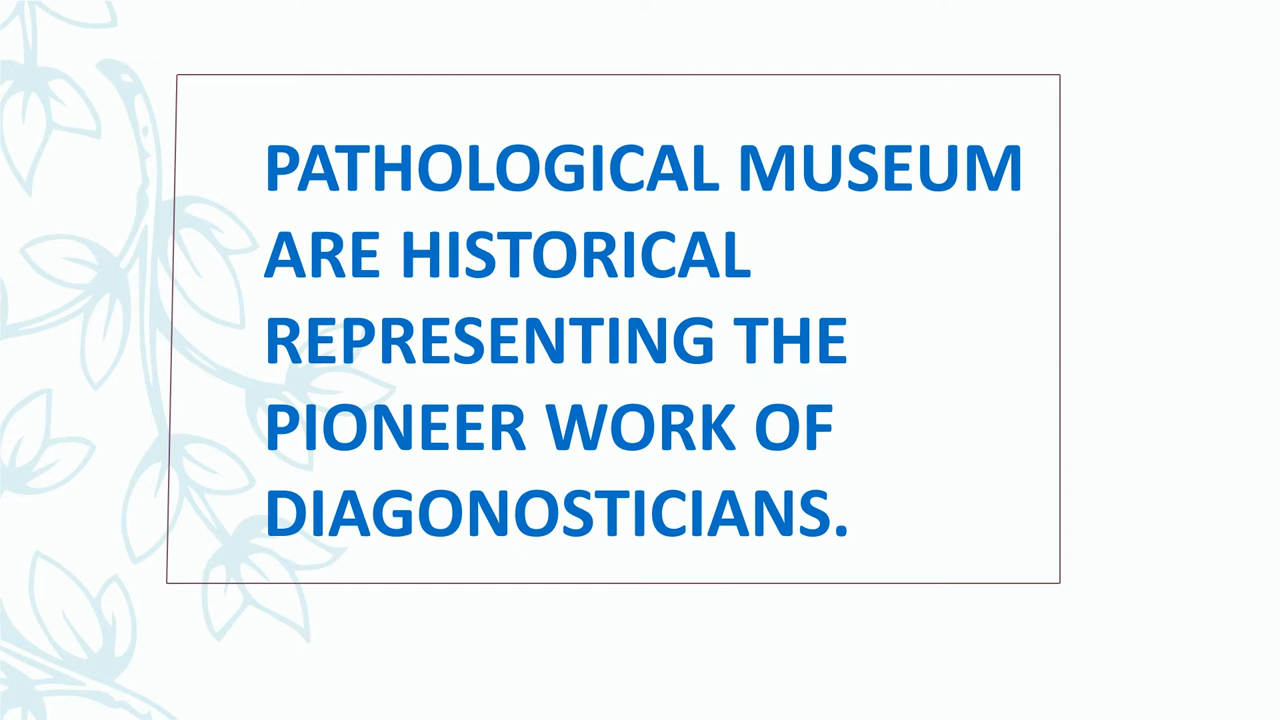 PATHOLOGICAL MUSEUM
ARE HISTORICAL
REPRESENTING THE
PIONEER WORK OF
DIAGONOSTICIANS.